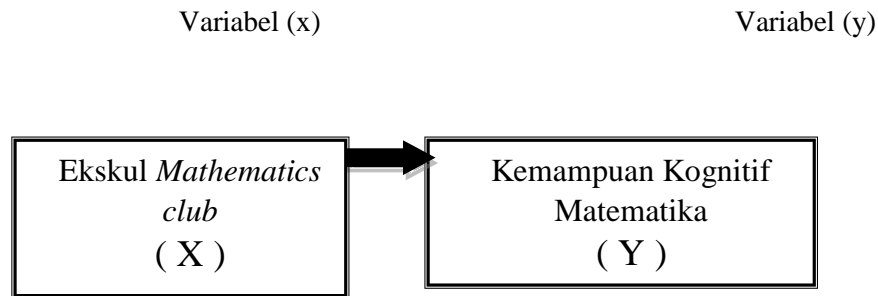 Variabel (x)
Variabel (y)
Ekskul Mathematics
club
( X )
Kemampuan Kognitif
Matematika
( Y )